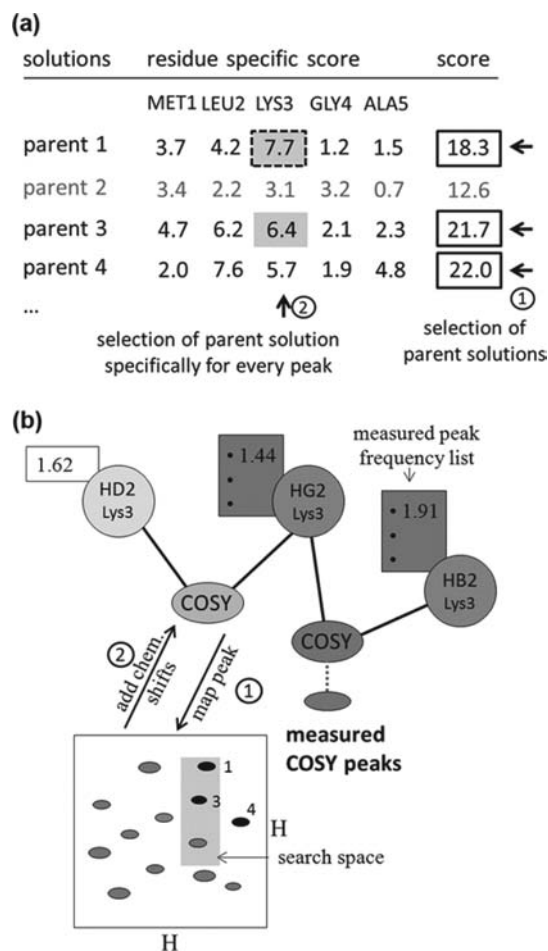 (a)
solutions residue specific score score
MET1 LEU2 LYS3 GLY4 ALA5
parent 1 3.7 4.2 7.7 1.2 1.5 18.3
parent 2 3.4 2.2 3.1 3.2 0.7 12.6
parent 3 4.7 6.2 6.4 2.1 2.3 21.7
parent 4 2.0 7.6 5.7 1.9 4.8 22.0
...
2
1
selection of parent solution
specifically for every peak
selection of
parent solutions
(b)
measured peak
frequency list
1.62
1.44
1.91
HD2
Lys3
HG2
Lys3
HB2
Lys3
COSY
COSY
2
add chem.
shifts
map peak
1
measured
COSY peaks
1
3
4
H
search space
H